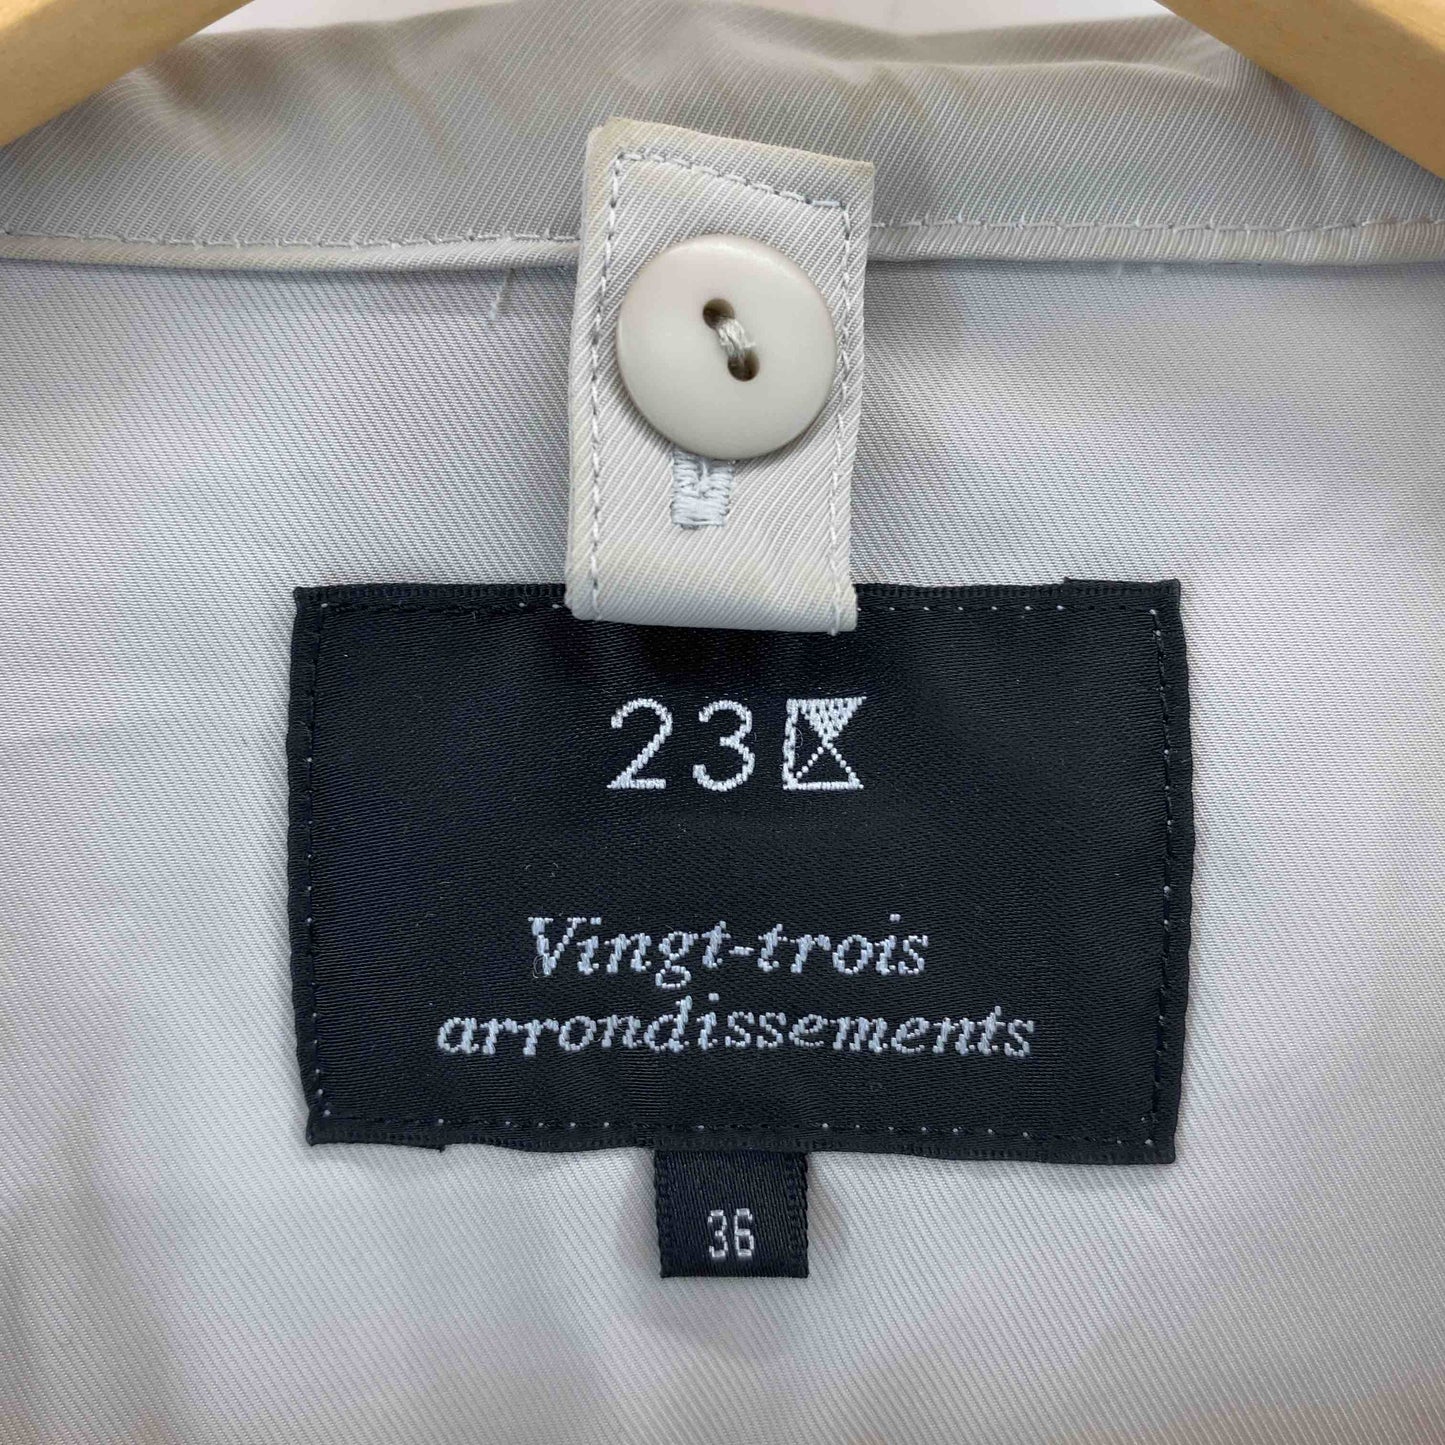 23区
Vingt-trois
arrondissements
36